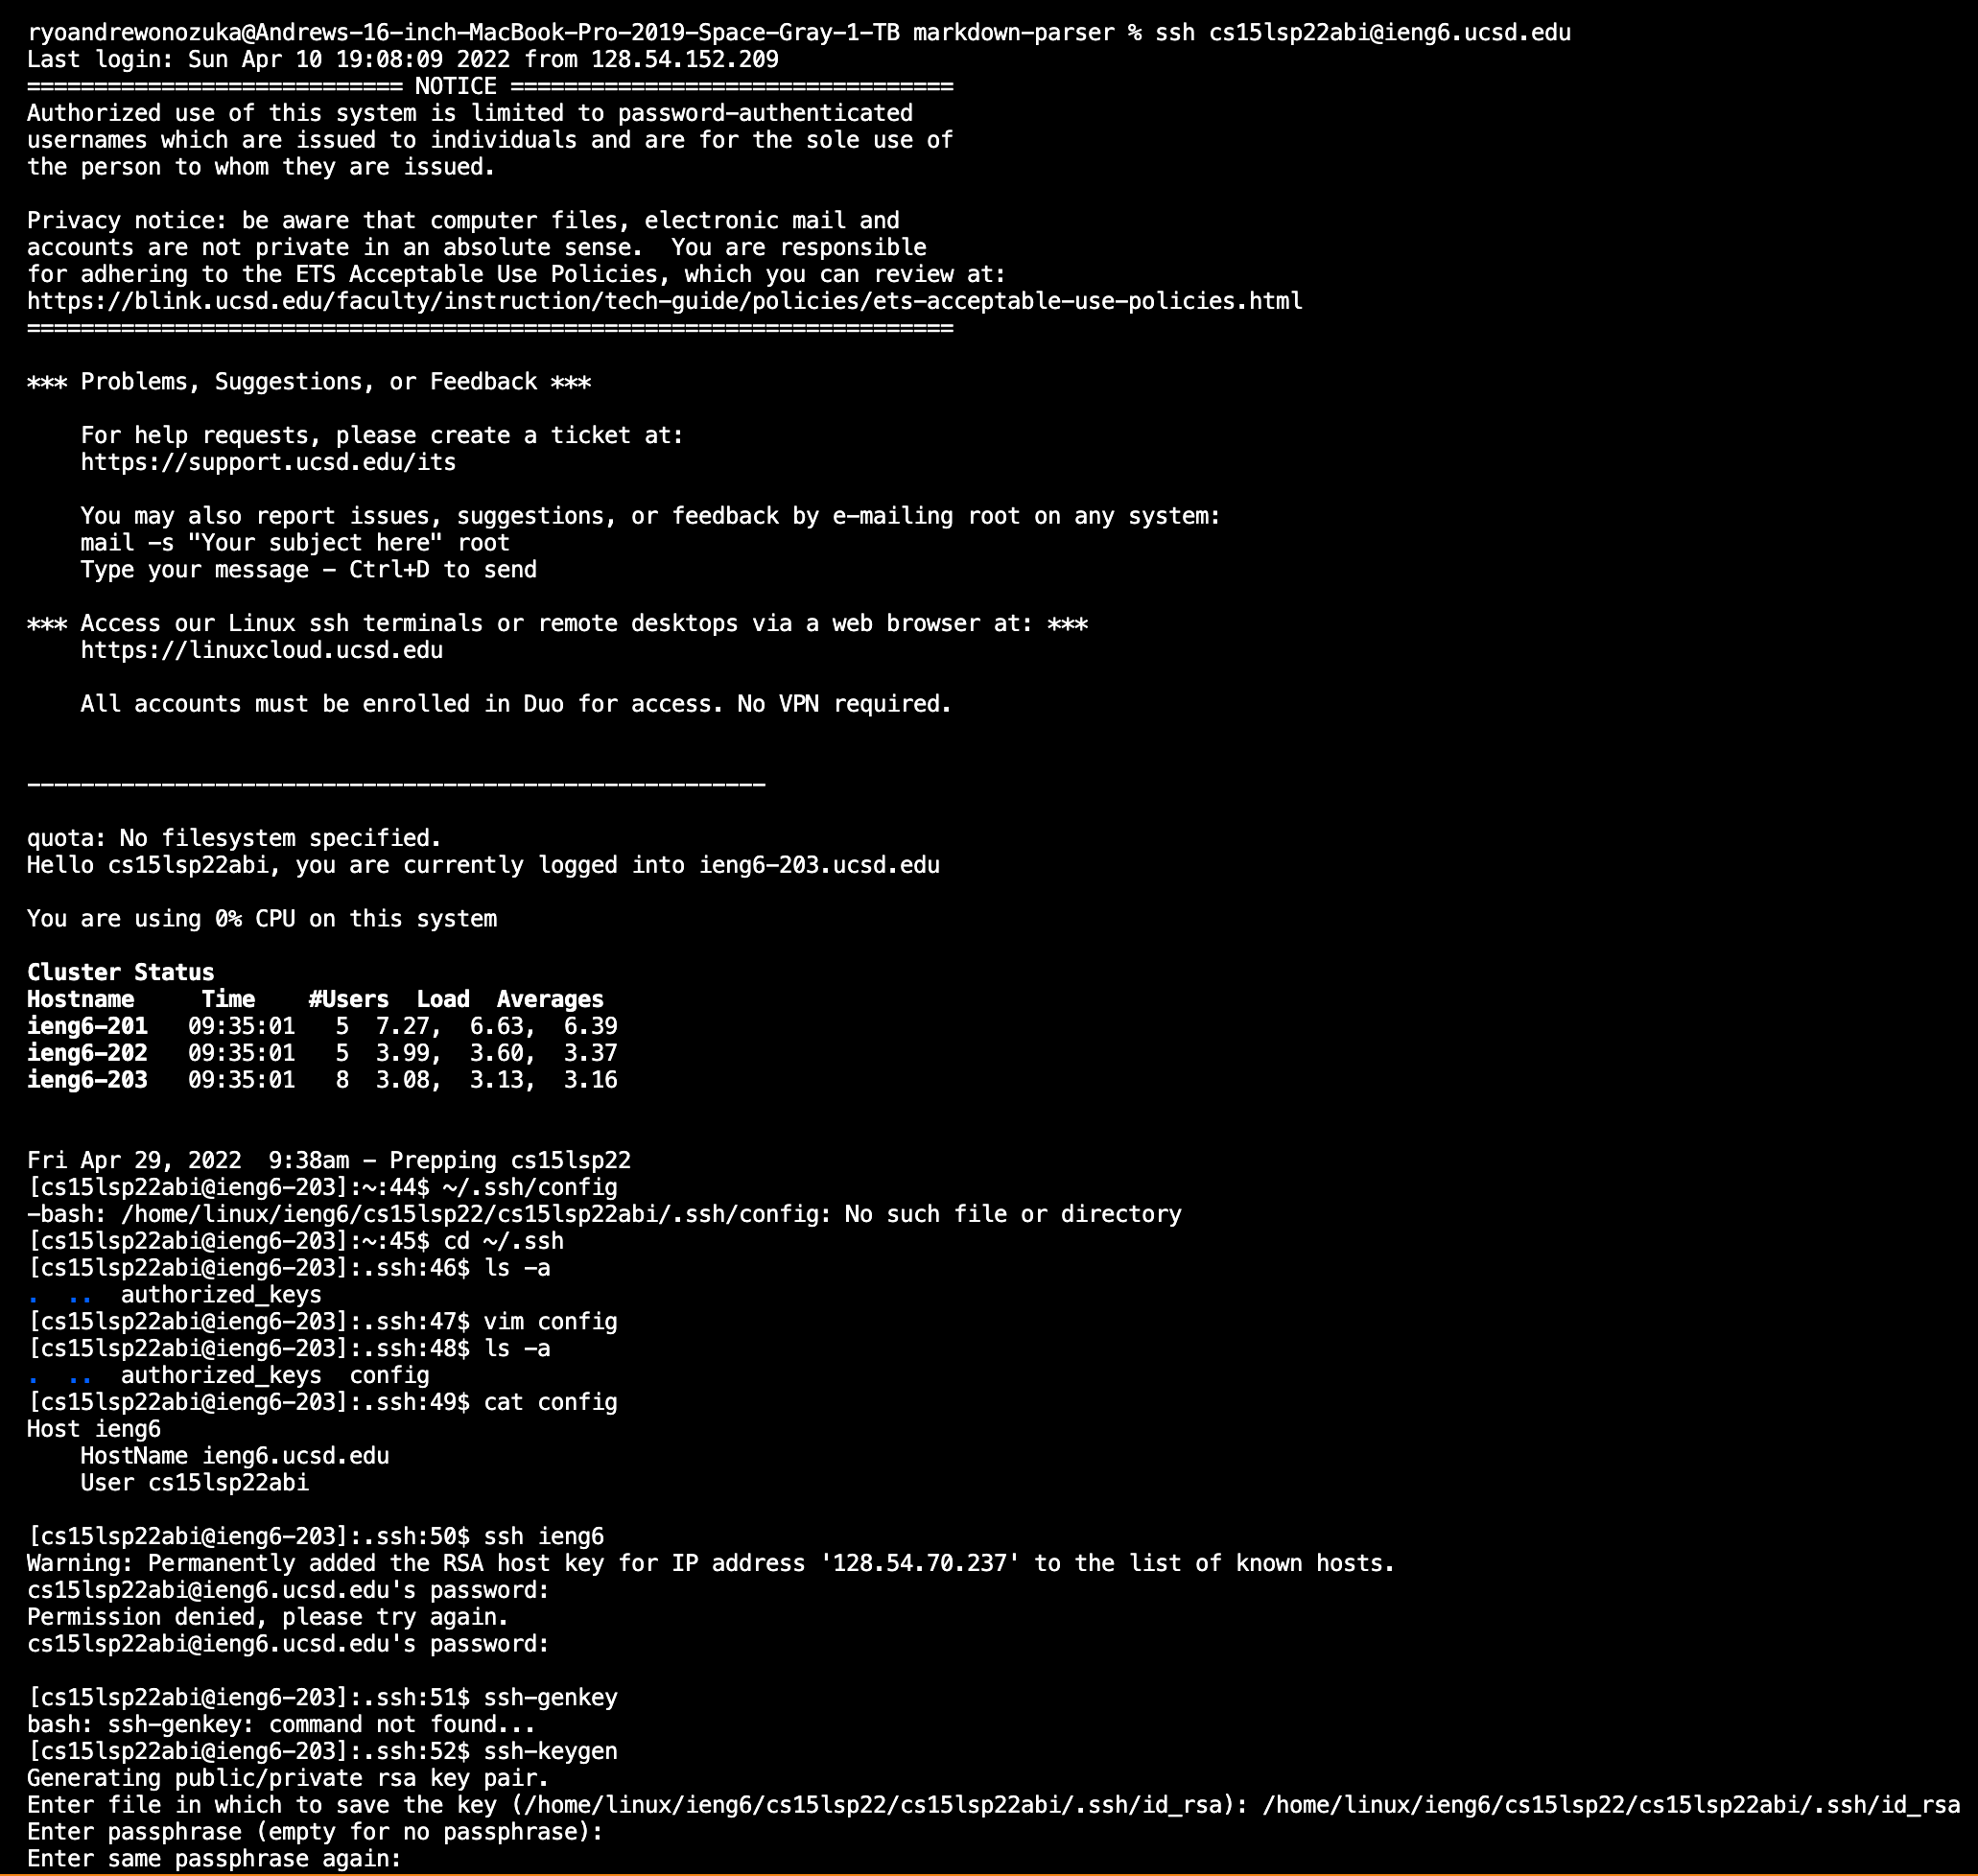 ryoandrewonozuka@Andrews-16-inch-MacBook-Pro-2019-Space-Gray-1-TB markdown-parser % ssh cs15lsp22abi@ieng6.ucsd.edu
Last login: Sun Apr 10 19:08:09 2022 from 128.54.152.209
============================ NOTICE =================================
Authorized use of this system is limited to password-authenticated
usernames which are issued to individuals and are for the sole use of
the person to whom they are issued.

Privacy notice: be aware that computer files, electronic mail and
accounts are not private in an absolute sense.  You are responsible
for adhering to the ETS Acceptable Use Policies, which you can review at:
https://blink.ucsd.edu/faculty/instruction/tech-guide/policies/ets-acceptable-use-policies.html
=====================================================================

*** Problems, Suggestions, or Feedback ***

    For help requests, please create a ticket at:
    https://support.ucsd.edu/its

    You may also report issues, suggestions, or feedback by e-mailing root on any system:
    mail -s "Your subject here" root
    Type your message - Ctrl+D to send

*** Access our Linux ssh terminals or remote desktops via a web browser at: ***
    https://linuxcloud.ucsd.edu

    All accounts must be enrolled in Duo for access. No VPN required.


-------------------------------------------------------

quota: No filesystem specified.
Hello cs15lsp22abi, you are currently logged into ieng6-203.ucsd.edu

You are using 0% CPU on this system

Cluster Status
Hostname     Time    #Users  Load  Averages
ieng6-201   09:35:01   5  7.27,  6.63,  6.39
ieng6-202   09:35:01   5  3.99,  3.60,  3.37
ieng6-203   09:35:01   8  3.08,  3.13,  3.16


Fri Apr 29, 2022  9:38am - Prepping cs15lsp22
[cs15lsp22abi@ieng6-203]:~:44$ ~/.ssh/config
-bash: /home/linux/ieng6/cs15lsp22/cs15lsp22abi/.ssh/config: No such file or directory
[cs15lsp22abi@ieng6-203]:~:45$ cd ~/.ssh
[cs15lsp22abi@ieng6-203]:.ssh:46$ ls -a
.  ..  authorized_keys
[cs15lsp22abi@ieng6-203]:.ssh:47$ vim config
[cs15lsp22abi@ieng6-203]:.ssh:48$ ls -a
.  ..  authorized_keys  config
[cs15lsp22abi@ieng6-203]:.ssh:49$ cat config
Host ieng6
    HostName ieng6.ucsd.edu
    User cs15lsp22abi

[cs15lsp22abi@ieng6-203]:.ssh:50$ ssh ieng6
Warning: Permanently added the RSA host key for IP address '128.54.70.237' to the list of known hosts.
cs15lsp22abi@ieng6.ucsd.edu's password:
Permission denied, please try again.
cs15lsp22abi@ieng6.ucsd.edu's password:

[cs15lsp22abi@ieng6-203]:.ssh:51$ ssh-genkey
bash: ssh-genkey: command not found...
[cs15lsp22abi@ieng6-203]:.ssh:52$ ssh-keygen
Generating public/private rsa key pair.
Enter file in which to save the key (/home/linux/ieng6/cs15lsp22/cs15lsp22abi/.ssh/id_rsa): /home/linux/ieng6/cs15lsp22/cs15lsp22abi/.ssh/id_rsa
Enter passphrase (empty for no passphrase):
Enter same passphrase again: